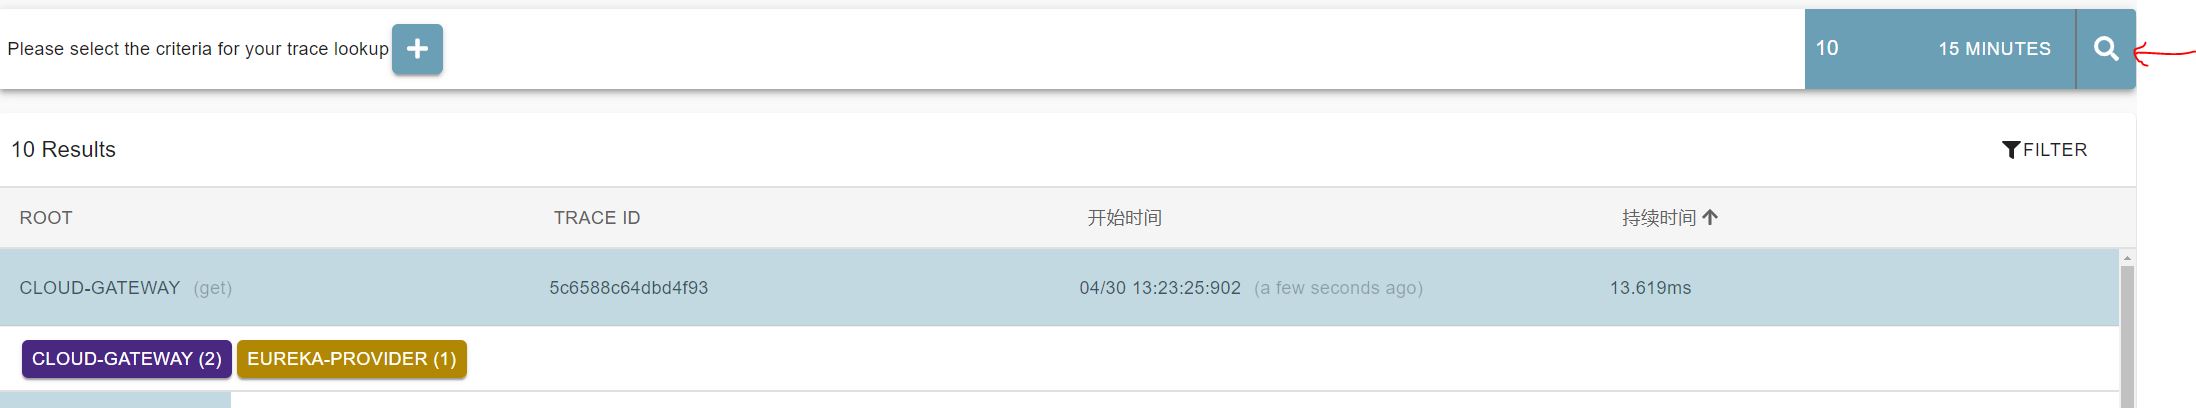 Please select the criteria for your trace lookup
10 15 MINUTES
10 Results
FILTER
ROOT TRACE ID 开始时间 持续时间
CLOUD-GATEWAY (get) 5c6588c64dbd4f93 04/30 13:23:25:902 (a few seconds ago) 13.619ms
CLOUD-GATEWAY (2) EUREKA-PROVIDER (1)